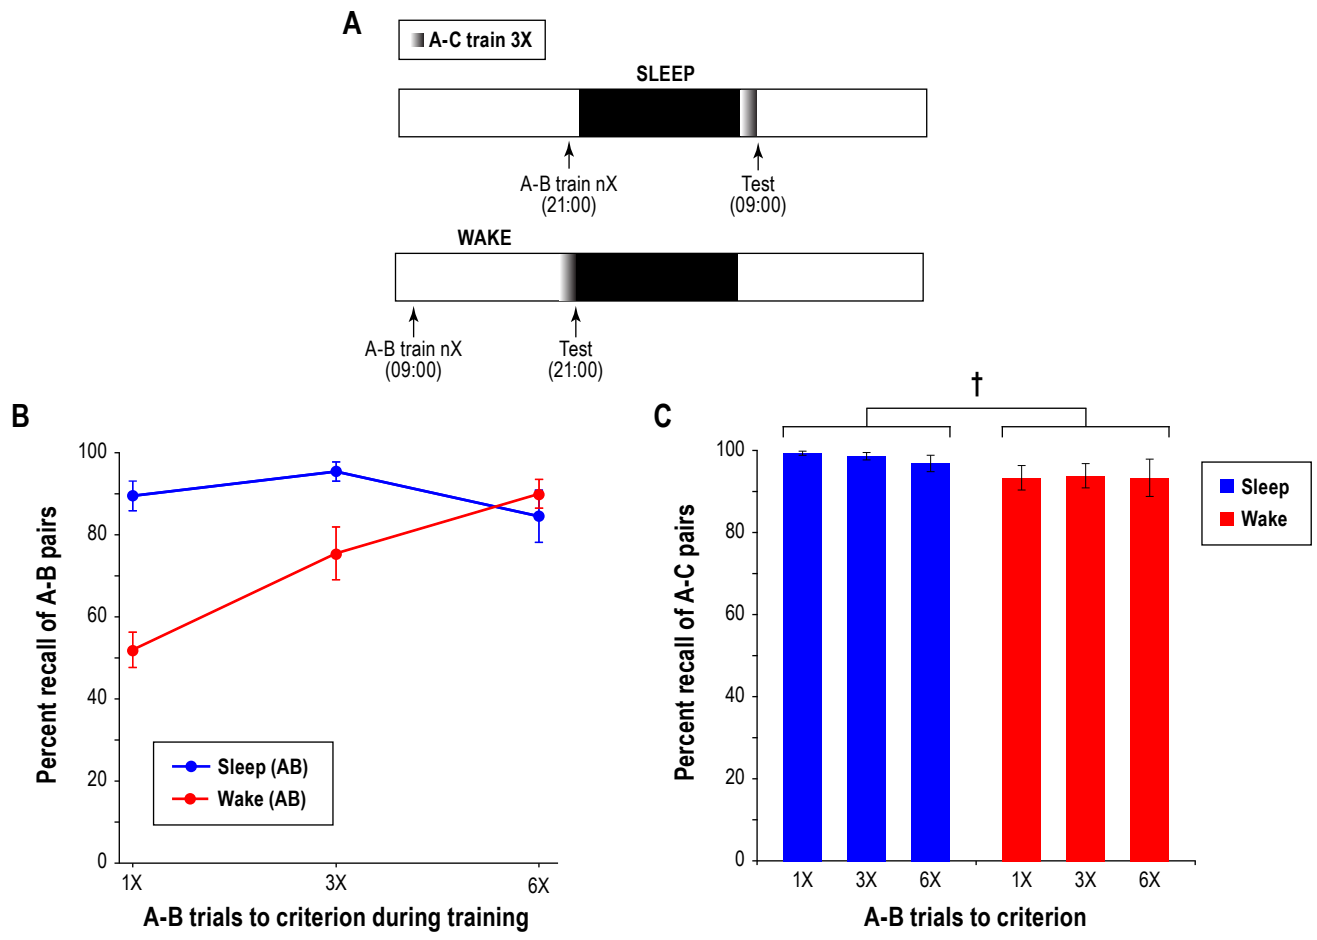 A
A-C train 3X
SLEEP
A-B train nX
(21:00)
Test
(09:00)
WAKE
A-B train nX
(09:00)
Test
(21:00)
B
Percent recall of A-B pairs
100
80
60
40
20
0
Sleep (AB)
Wake (AB)
1X
3X
6X
A-B trials to criterion during training
C
†
Percent recall of A-C pairs
100
80
60
40
20
0
1X
3X
6X
1X
3X
6X
A-B trials to criterion
Sleep
Wake